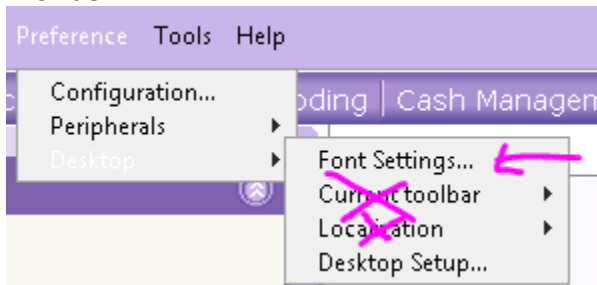 Preference Tools Help
Configuration...
oding Cash Managem
Peripherals
Desktop
Font Settings...
Current toolbar
Localization
Desktop Setup...